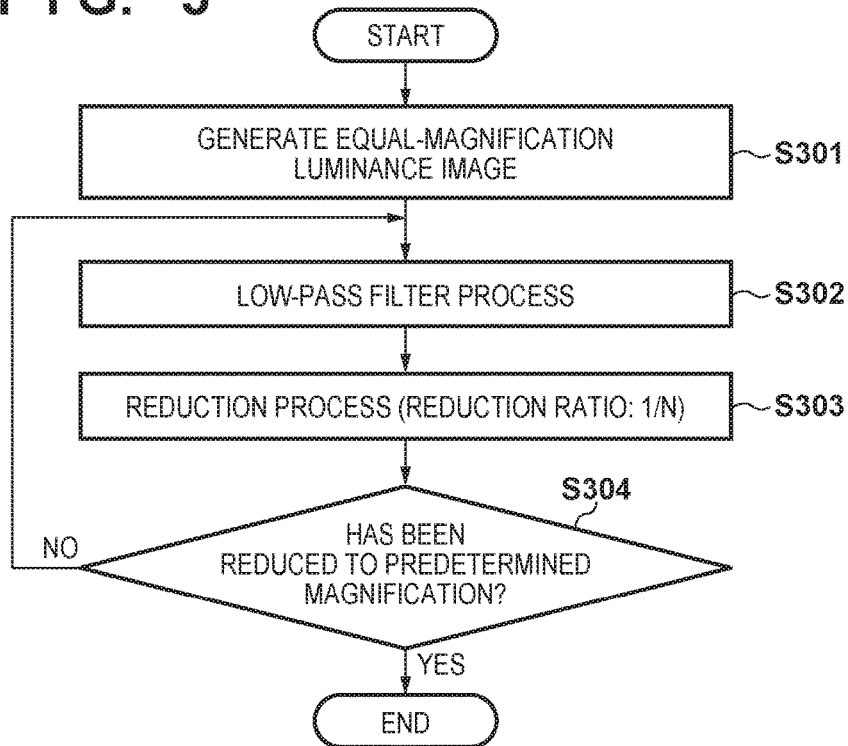 FIG.
START
GENERATE EQUAL-MAGNIFICATION
LUMINANCE IMAGE
S301
LOW-PASS FILTER PROCESS
S302
REDUCTION PROCESS (REDUCTION RATIO: 1/N)
S303
S304
HAS BEEN
REDUCED TO PREDETERMINED
MAGNIFICATION?
NO
YES
END